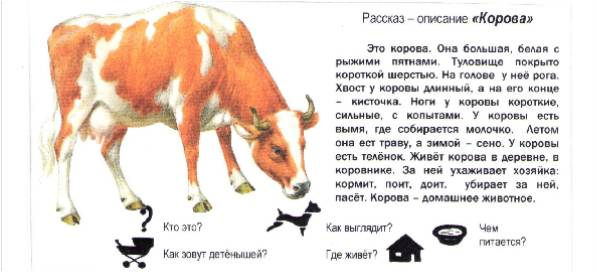 Рассказ – описание «Корова»
Это корова. Она большая, белая с
рыжими пятнами. Туловище покрыто
короткой шерстью. На голове у неё рога.
Хвост у коровы длинный, а на его конце
– кисточка. Ноги у коровы короткие,
сильные, с копытами. У коровы есть
вымя, где собирается молочко. Летом
она ест траву, а зимой – сено. У коровы
есть телёнок. Живёт корова в деревне, в
коровнике. За ней ухаживает хозяйка:
кормит, поит, доит, убирает за ней,
пасёт. Корова – домашнее животное.
?
Кто это?
Как выглядит?
Чем
питается?
Как зовут детёнышей?
Где живёт?